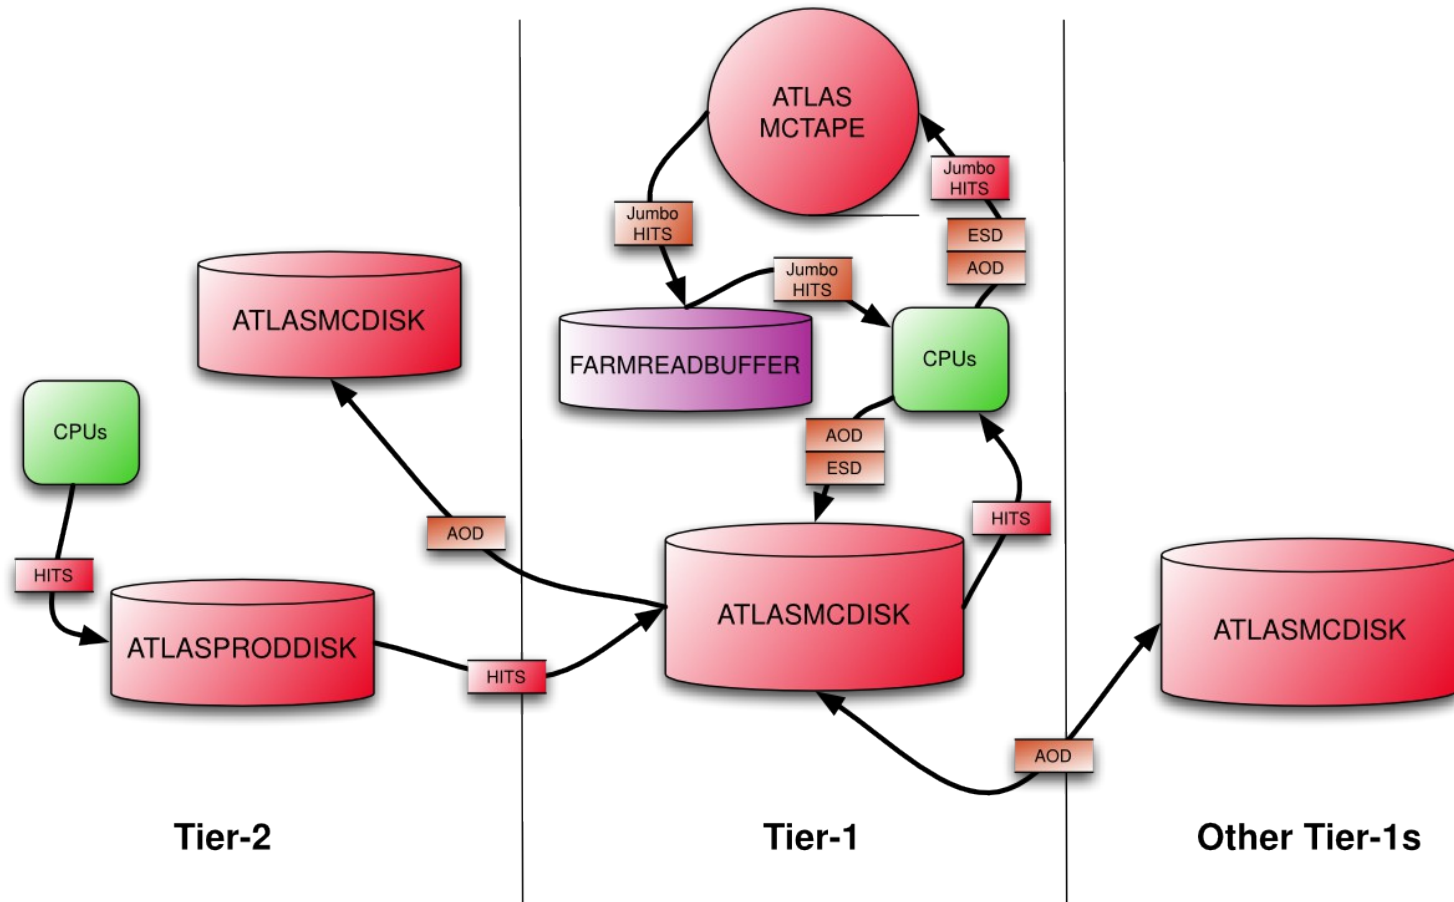 ATLAS
MCTAPE
Jumbo
HITS
Jumbo
HITS
ESD
AOD
Jumbo
HITS
ATLASMCDISK
FARMREADBUFFER
CPUs
CPUs
AOD
ESD
AOD
HITS
HITS
ATLASPRODDISK
HITS
ATLASMCDISK
ATLASMCDISK
AOD
Tier-2
Tier-1
Other Tier-1s